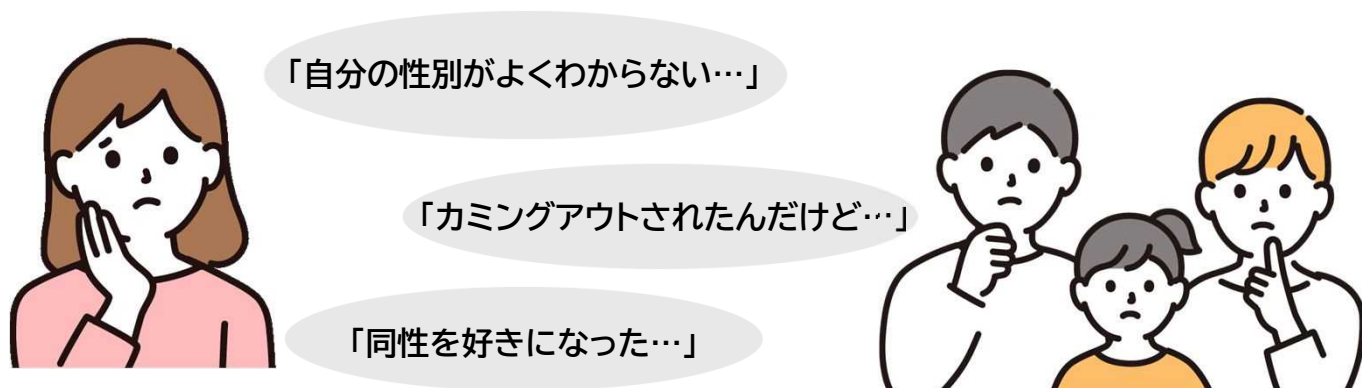 「自分の性別がよくわからない…」
「カミングアウトされたんだけど…」
「同性を好きになった…」